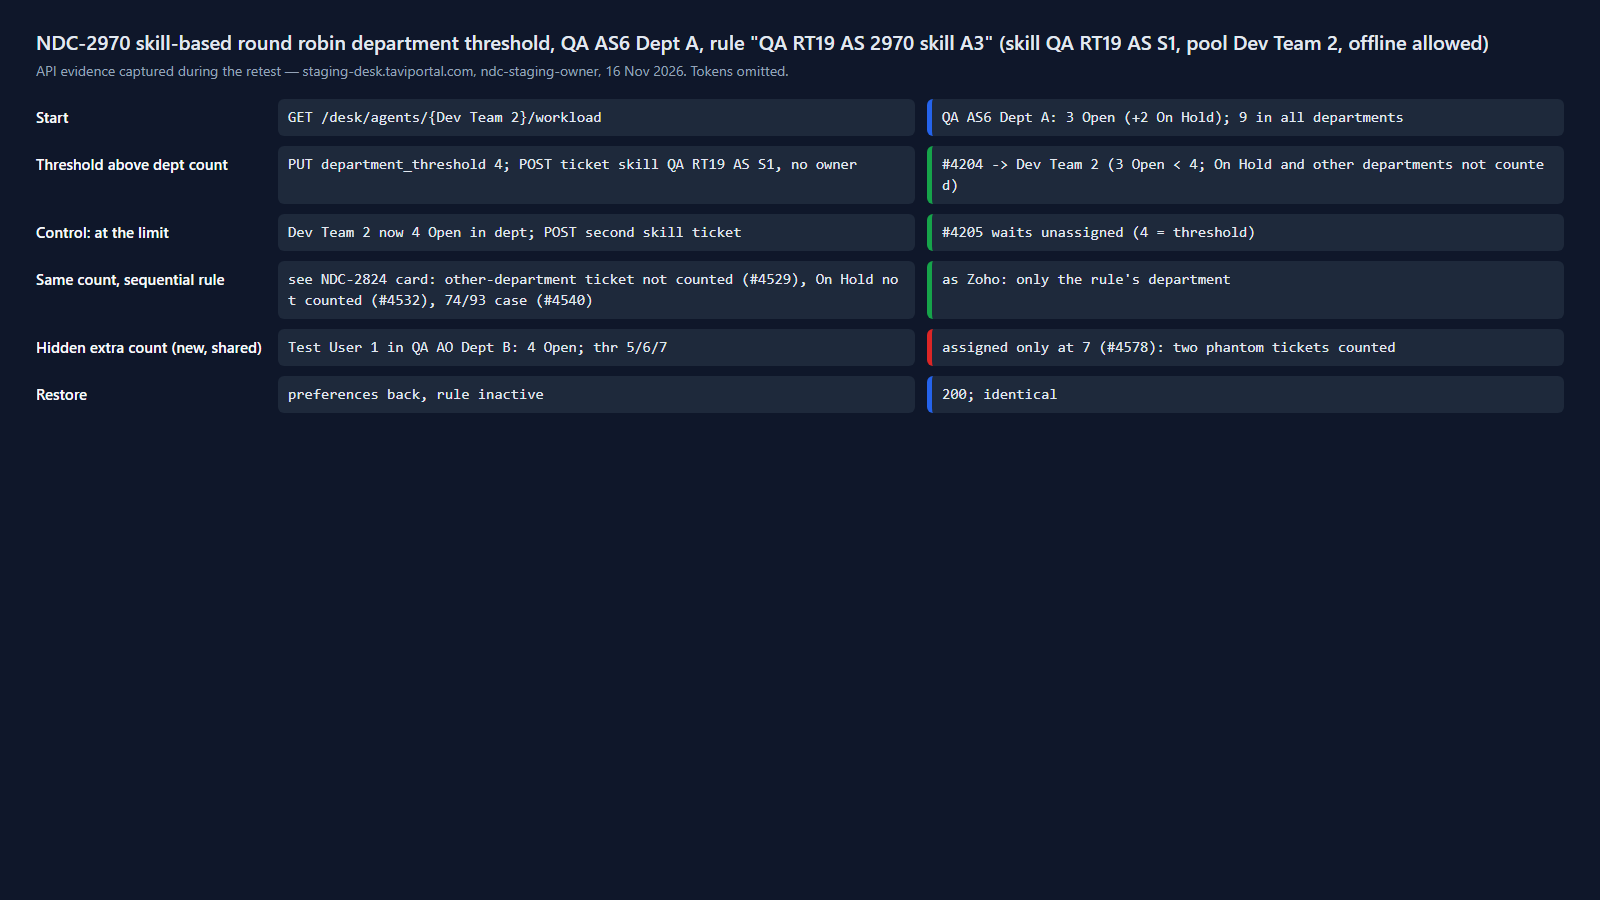 NDC-2970 skill-based round robin department threshold, QA AS6 Dept A, rule "QA RT19 AS 2970 skill A3" (skill QA RT19 AS S1, pool Dev Team 2, offline allowed)
API evidence captured during the retest — staging-desk.taviportal.com, ndc-staging-owner, 16 Nov 2026. Tokens omitted.
Start
GET /desk/agents/{Dev Team 2}/workload
QA AS6 Dept A: 3 Open (+2 On Hold); 9 in all departments
Threshold above dept count
PUT department_threshold 4; POST ticket skill QA RT19 AS S1, no owner
#4204 -> Dev Team 2 (3 Open < 4; On Hold and other departments not counte
d)
Control: at the limit
Dev Team 2 now 4 Open in dept; POST second skill ticket
#4205 waits unassigned (4 = threshold)
Same count, sequential rule
see NDC-2824 card: other-department ticket not counted (#4529), On Hold no
t counted (#4532), 74/93 case (#4540)
as Zoho: only the rule's department
Hidden extra count (new, shared)
Test User 1 in QA AO Dept B: 4 Open; thr 5/6/7
assigned only at 7 (#4578): two phantom tickets counted
Restore
preferences back, rule inactive
200; identical